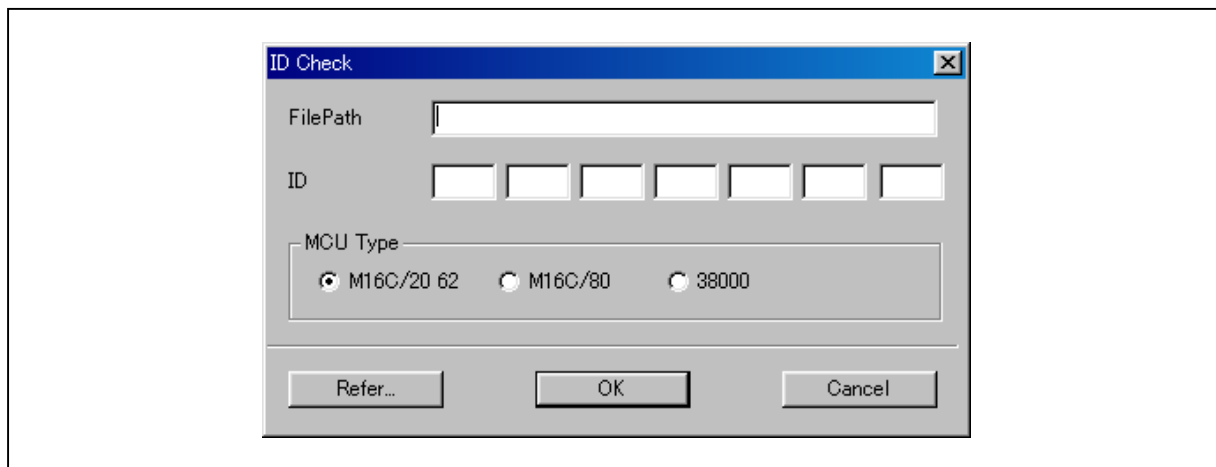 ID Check
FilePath
ID
MCU Type
M16C/20 62 M16C/80 38000
Refer... OK Cancel